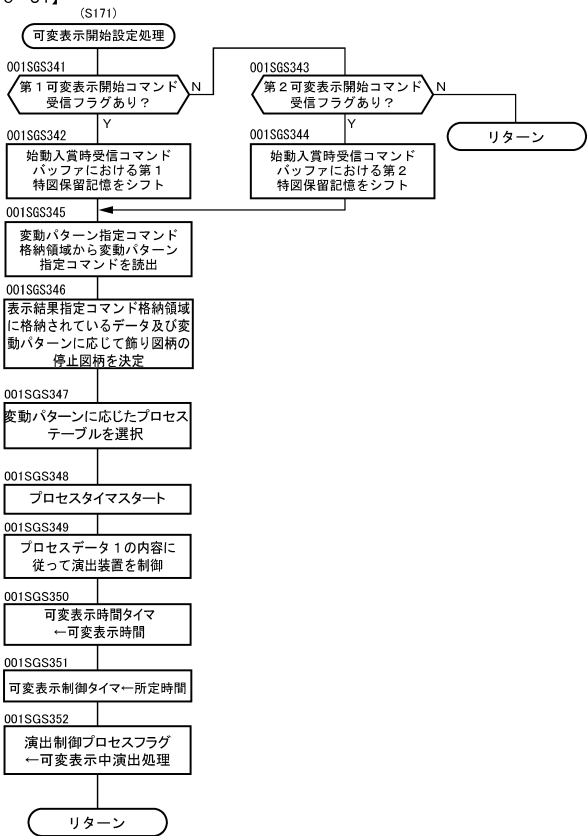 (S171)
可変表示開始設定処理
001SGS341
第1可変表示開始コマンド
受信フラグあり？
N
Y
001SGS343
第2可変表示開始コマンド
受信フラグあり？
N
Y
リターン
001SGS342
始動入賞時受信コマンド
バッファにおける第1
特図保留記憶をシフト
001SGS344
始動入賞時受信コマンド
バッファにおける第2
特図保留記憶をシフト
001SGS345
変動パターン指定コマンド
格納領域から変動パターン
指定コマンドを読出
001SGS346
表示結果指定コマンド格納領域
に格納されているデータ及び変
動パターンに応じて飾り図柄の
停止図柄を決定
001SGS347
変動パターンに応じたプロセス
テーブルを選択
001SGS348
プロセスタイマスタート
001SGS349
プロセスデータ1の内容に
従って演出装置を制御
001SGS350
可変表示時間タイマ
←可変表示時間
001SGS351
可変表示制御タイマ←所定時間
001SGS352
演出制御プロセスフラグ
←可変表示中演出処理
リターン